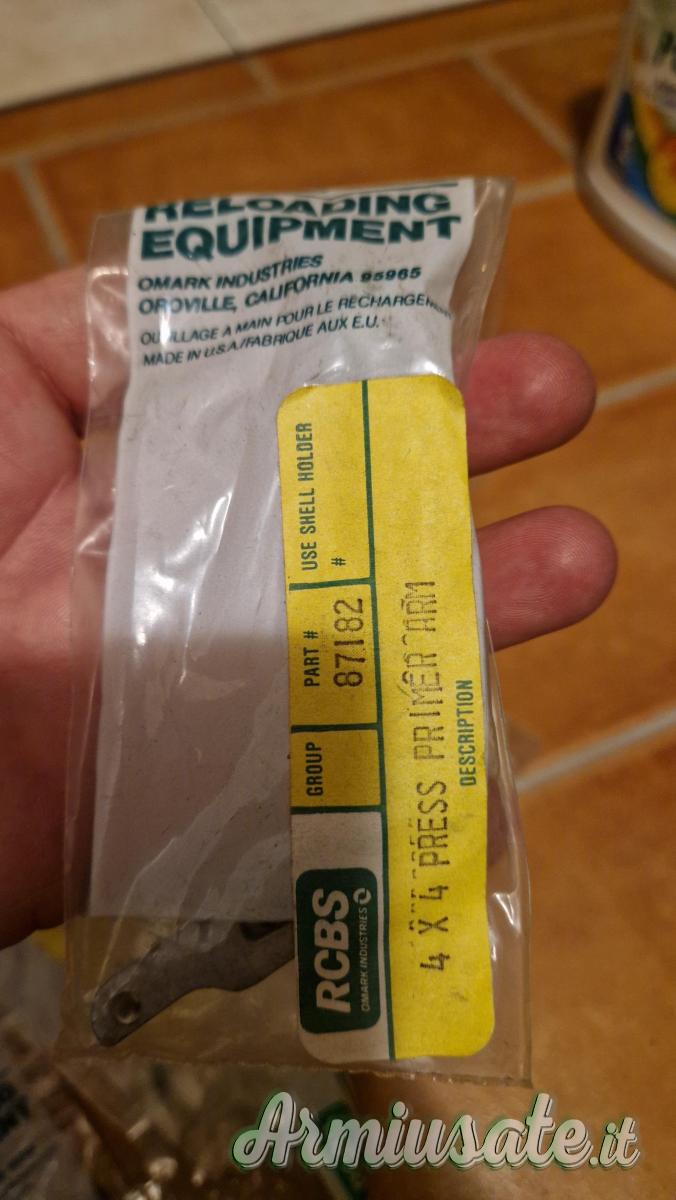 RELOADING
EQUIPMENT
OMARK INDUSTRIES
OROVILLE, CALIFORNIA 95965
OUTILLAGE A MAIN POUR LE RECHARGEMENT
MADE IN U.S.A/FABRIQUE AUX E.U.
RCBS
OMARK INDUSTRIES
GROUP
PART #
87182
USE SHELL HOLDER
#
4 X 4 PRESS PRIMER ARM
DESCRIPTION
Armiusate.it